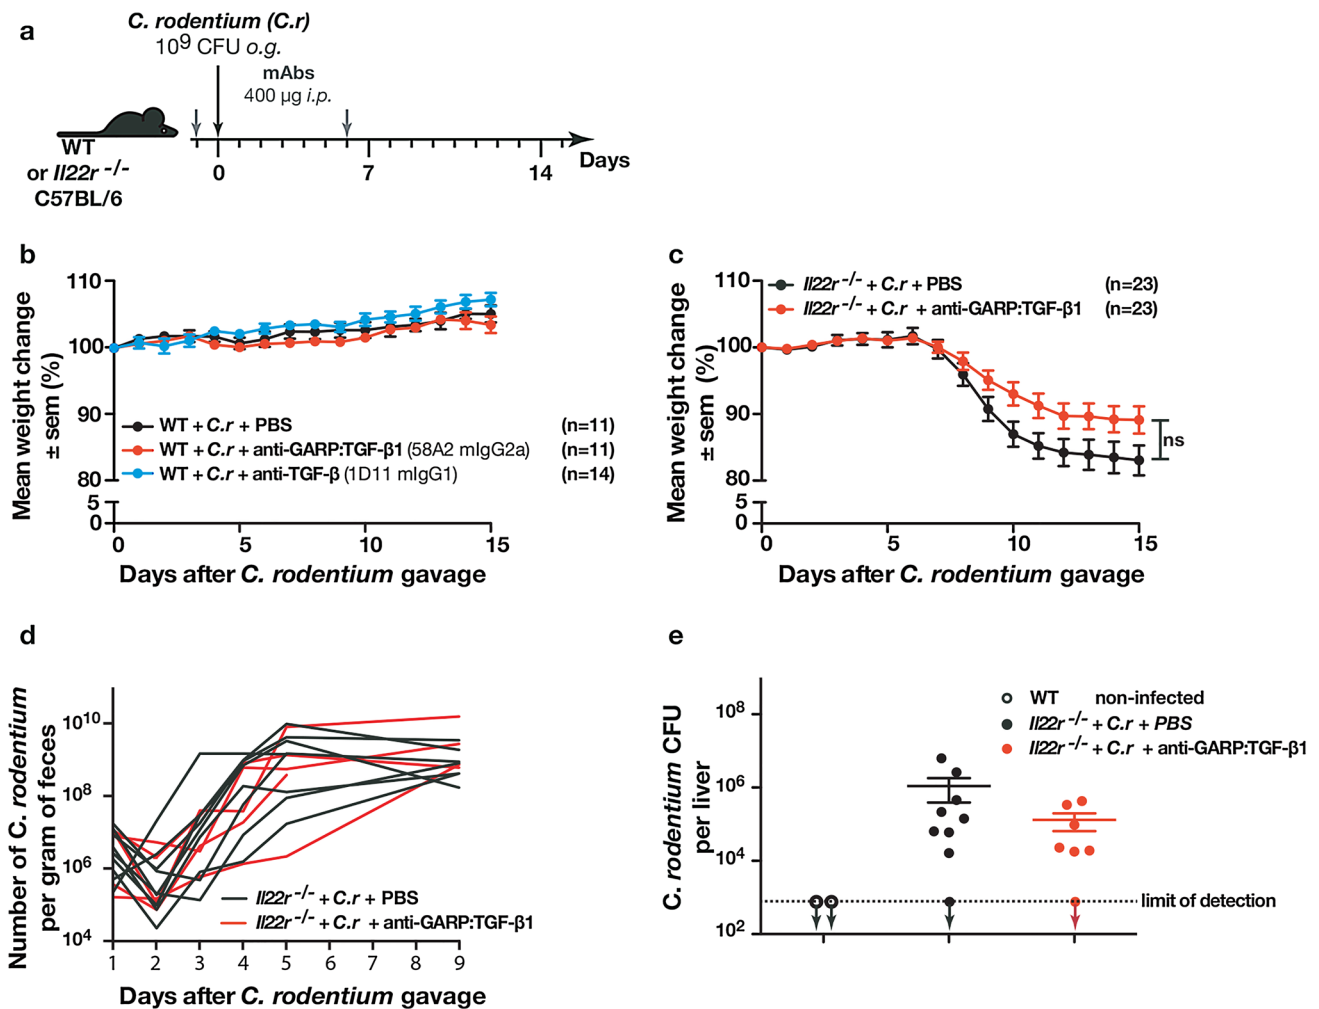 a
C. rodentium (C.r)
10⁹ CFU o.g.
mAbs
400 µg i.p.
WT
or Il22r -/-
C57BL/6
0 7 14
Days
b
Mean weight change
± sem (%)
110
100
90
80
5
0
WT + C.r + PBS (n=11)
WT + C.r + anti-GARP:TGF-β1 (58A2 mIgG2a) (n=11)
WT + C.r + anti-TGF-β (1D11 mIgG1) (n=14)
0 5 10 15
Days after C. rodentium gavage
c
Mean weight change
± sem (%)
110
100
90
80
5
0
Il22r -/- + C.r + PBS (n=23)
Il22r -/- + C.r + anti-GARP:TGF-β1 (n=23)
ns
0 5 10 15
Days after C. rodentium gavage
d
Number of C. rodentium
per gram of feces
10¹⁰
10⁸
10⁶
10⁴
Il22r -/- + C.r + PBS
Il22r -/- + C.r + anti-GARP:TGF-β1
1 2 3 4 5 6 7 8 9
Days after C. rodentium gavage
e
C. rodentium CFU
per liver
10⁸
10⁶
10⁴
10²
WT non-infected
Il22r -/- + C.r + PBS
Il22r -/- + C.r + anti-GARP:TGF-β1
limit of detection